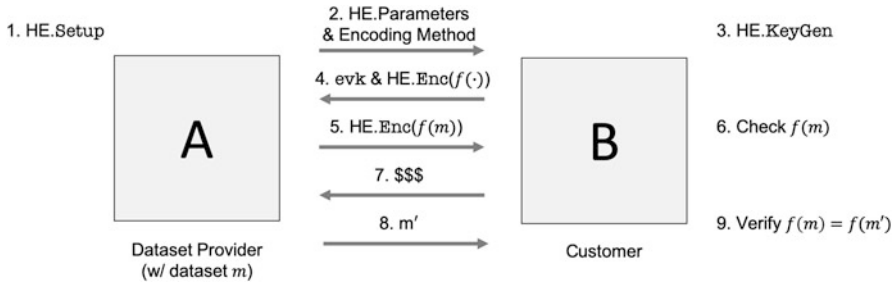 1. HE.Setup
2. HE.Parameters
& Encoding Method
3. HE.KeyGen
4. evk & HE.Enc(f(·))
5. HE.Enc(f(m))
6. Check f(m)
7. $$$
8. m′
9. Verify f(m) = f(m′)
A
B
Dataset Provider
(w/ dataset m)
Customer